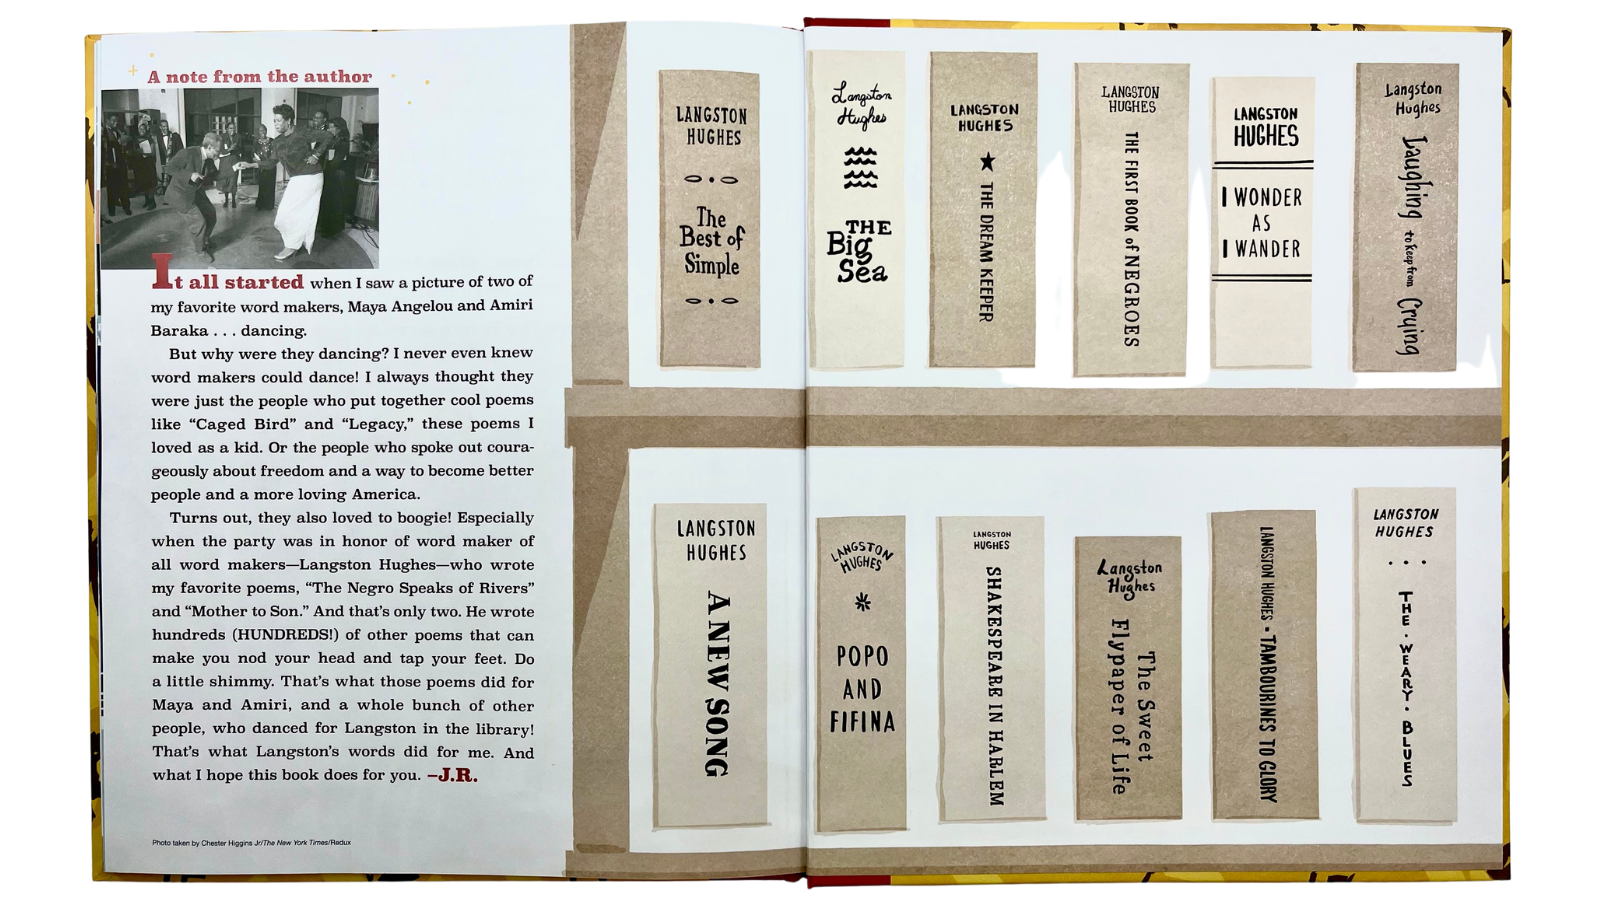 A note from the author
It all started when I saw a picture of two of
my favorite word makers, Maya Angelou and Amiri
Baraka . . . dancing.
But why were they dancing? I never even knew
word makers could dance! I always thought they
were just the people who put together cool poems
like “Caged Bird” and “Legacy,” these poems I
loved as a kid. Or the people who spoke out coura-
geously about freedom and a way to become better
people and a more loving America.
Turns out, they also loved to boogie! Especially
when the party was in honor of word maker of
all word makers—Langston Hughes—who wrote
my favorite poems, “The Negro Speaks of Rivers”
and “Mother to Son.” And that’s only two. He wrote
hundreds (HUNDREDS!) of other poems that can
make you nod your head and tap your feet. Do
a little shimmy. That’s what those poems did for
Maya and Amiri, and a whole bunch of other
people, who danced for Langston in the library!
That’s what Langston’s words did for me. And
what I hope this book does for you. –J.R.
Photo taken by Chester Higgins Jr/The New York Times/Redux
LANGSTON
HUGHES
The
Best of
Simple
Langston
Hughes
THE
Big
Sea
LANGSTON
HUGHES
THE DREAM KEEPER
LANGSTON
HUGHES
THE FIRST BOOK of NEGROES
LANGSTON
HUGHES
I WONDER
AS
I WANDER
Langston
Hughes
Laughing to keep from Crying
LANGSTON
HUGHES
A NEW SONG
LANGSTON
HUGHES
POPO
AND
FIFINA
LANGSTON
HUGHES
SHAKESPEARE IN HARLEM
Langston
Hughes
The Sweet
Flypaper of Life
LANGSTON HUGHES • TAMBOURINES TO GLORY
LANGSTON
HUGHES
. . .
THE · WEARY · BLUES